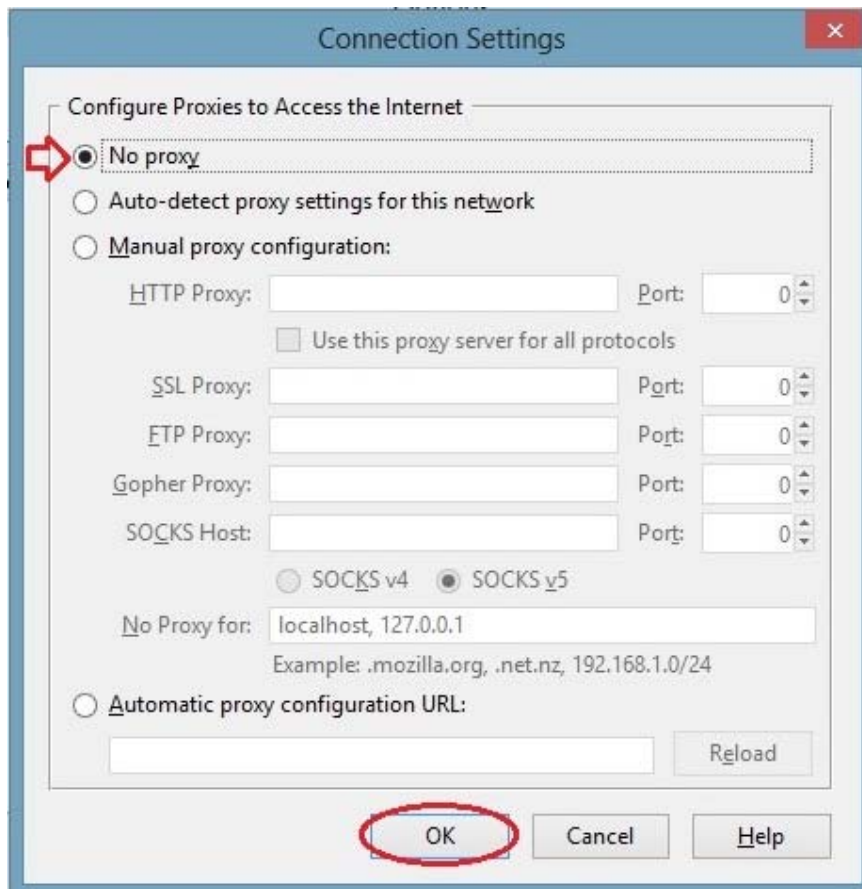 Connection Settings
Configure Proxies to Access the Internet
No proxy
Auto-detect proxy settings for this network
Manual proxy configuration:
HTTP Proxy: Port: 0
Use this proxy server for all protocols
SSL Proxy: Port: 0
FTP Proxy: Port: 0
Gopher Proxy: Port: 0
SOCKS Host: Port: 0
SOCKS v4 SOCKS v5
No Proxy for: localhost, 127.0.0.1
Example: .mozilla.org, .net.nz, 192.168.1.0/24
Automatic proxy configuration URL:
Reload
OK Cancel Help